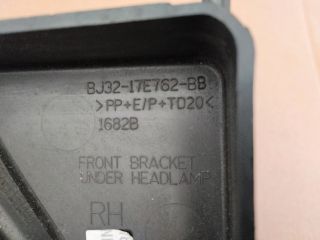 BJ32-17E762-BB
>PP+E/P+TD20<
1682B
FRONT BRACKET
UNDER HEADLAMP
RH